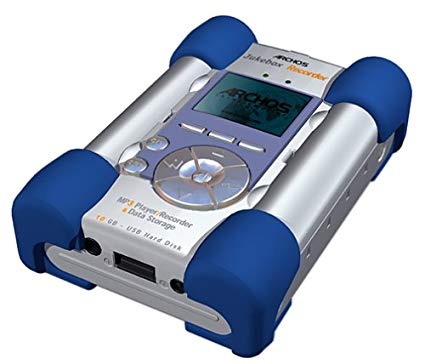 ARCHOS
Jukebox Recorder
ARCHOS
MP3 Player/Recorder
& Data Storage
10 GB - USB Hard Disk